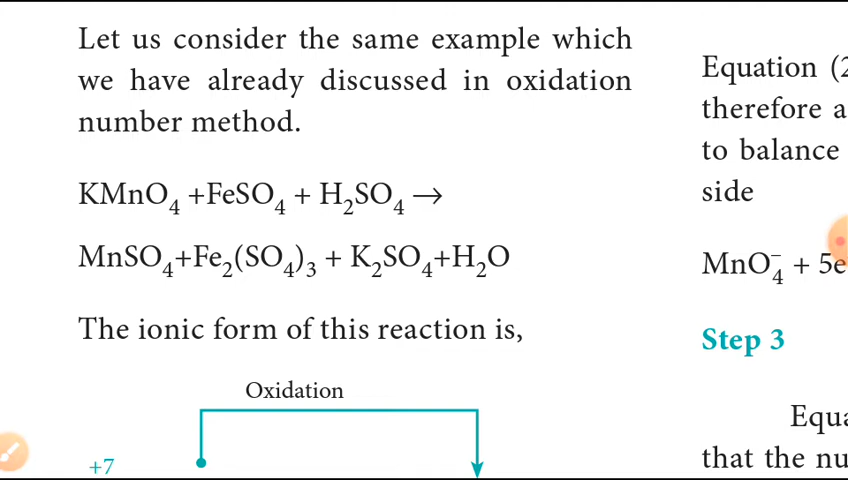 Let us consider the same example which
we have already discussed in oxidation
number method.
KMnO₄ +FeSO₄ + H₂SO₄ →
MnSO₄+Fe₂(SO₄)₃ + K₂SO₄+H₂O
The ionic form of this reaction is,
Oxidation
+7
Equation (2
therefore a
to balance
side
MnO₄⁻ + 5e
Step 3
Equa
that the nu